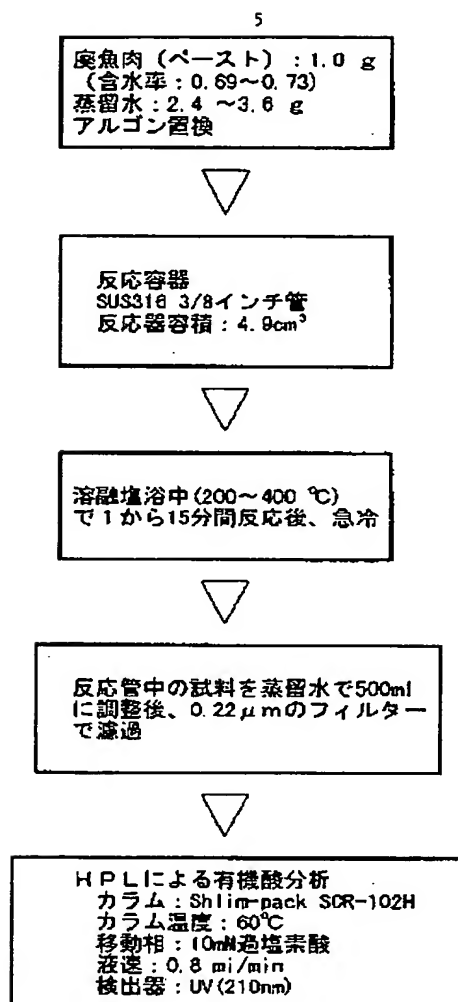 5
廃魚肉 (ペースト) : 1.0 g
(含水率 : 0.69~0.73)
蒸留水 : 2.4 ~3.6 g
アルゴン置換
反応容器
SUS316 3/8インチ管
反応器容積 : 4.9cm³
溶融塩浴中 (200~400 ℃)
で1から15分間反応後、急冷
反応管中の試料を蒸留水で500ml
に調整後、0.22μmのフィルター
で濾過
HPLによる有機酸分析
カラム : Shlim-pack SCR-102H
カラム温度 : 60℃
移動相 : 10mM過塩素酸
液速 : 0.8 mi/min
検出器 : UV(210nm)